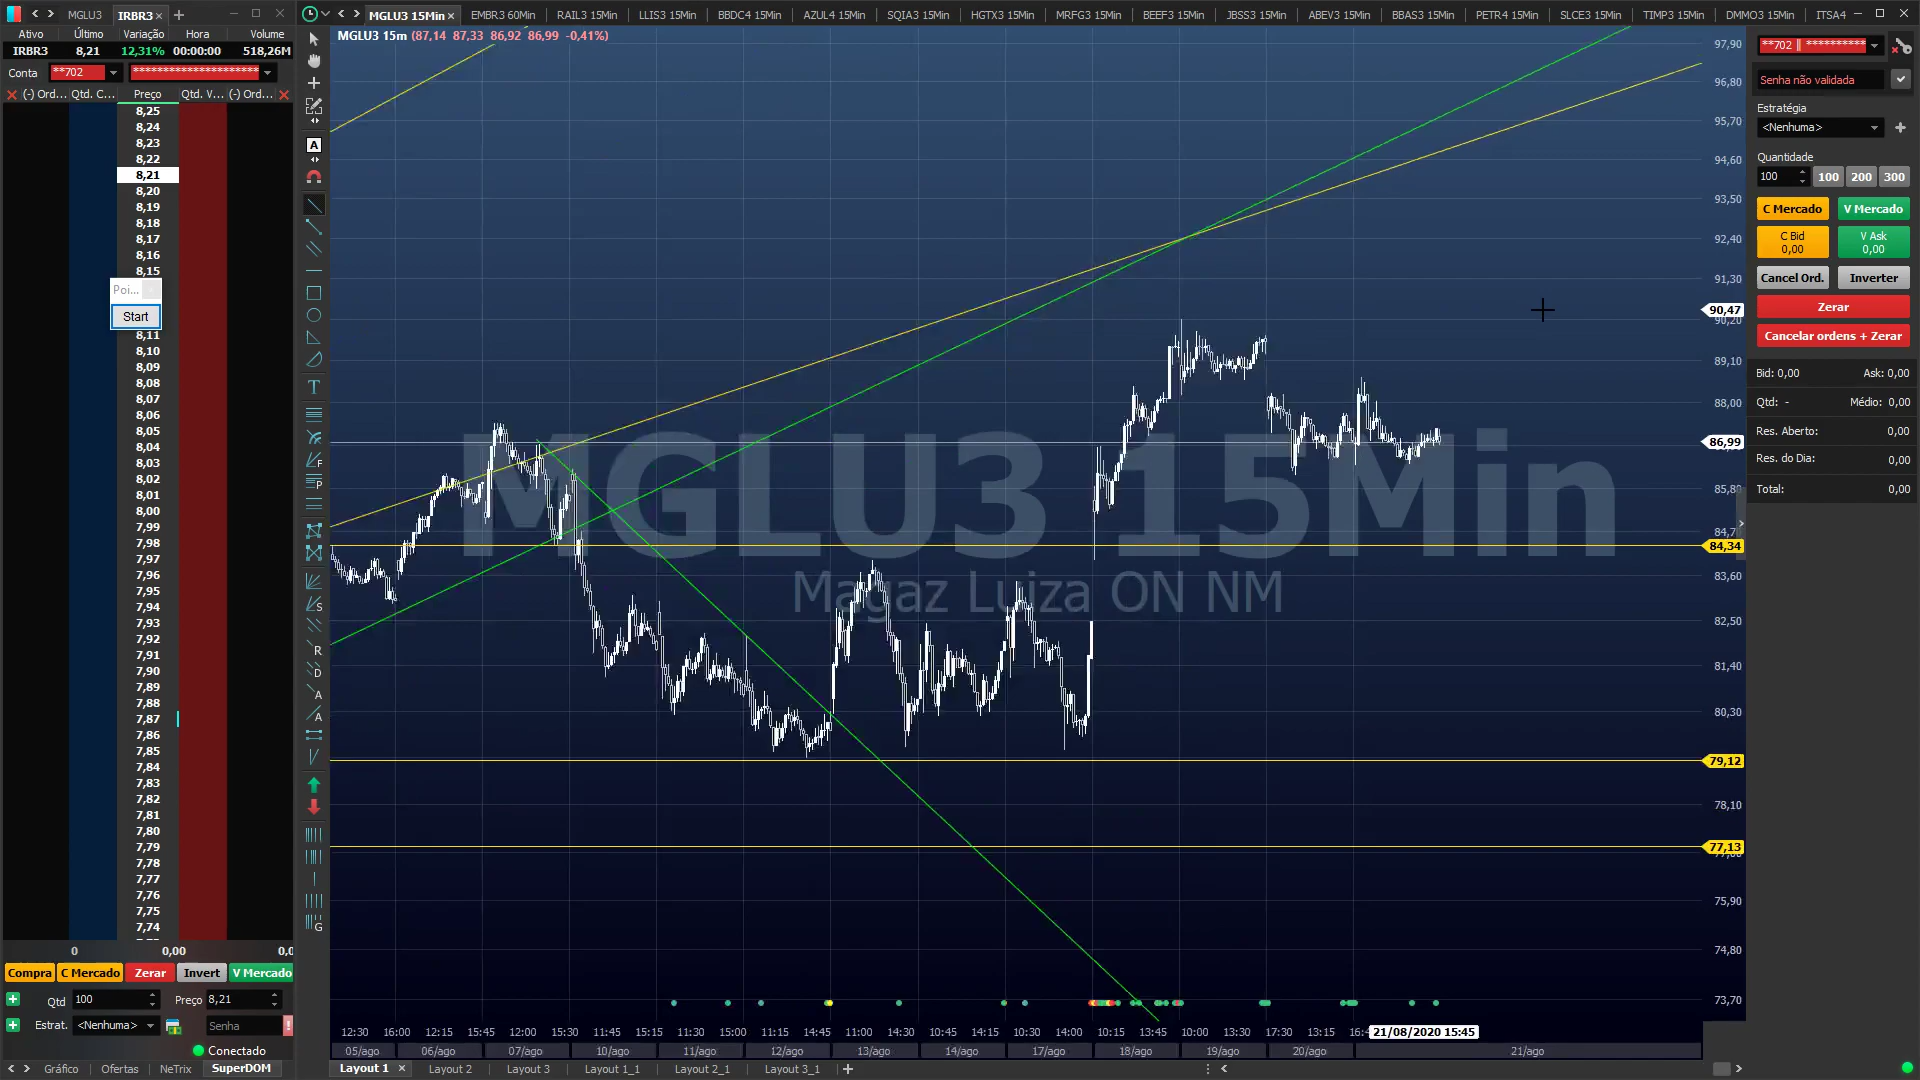 MGLU3 IRBR3
Ativo Último Variação Hora Volume
IRBR3 8,21 12,31% 00:00:00 518,26M
Conta **702 **********************
(-) Ord... Qtd. C... Preço Qtd. V... (-) Ord...
8,25
8,24
8,23
8,22
8,21
8,20
8,19
8,18
8,17
8,16
8,15
Poi...
Start
8,11
8,10
8,09
8,08
8,07
8,06
8,05
8,04
8,03
8,02
8,01
8,00
7,99
7,98
7,97
7,96
7,95
7,94
7,93
7,92
7,91
7,90
7,89
7,88
7,87
7,86
7,85
7,84
7,83
7,82
7,81
7,80
7,79
7,78
7,77
7,76
7,75
7,74
0 0,00 0,0
Compra C Mercado Zerar Invert V Mercado
Qtd 100 Preço 8,21
Estrat. <Nenhuma> Senha
Conectado
Gráfico Ofertas NeTrix SuperDOM
MGLU3 15Min EMBR3 60Min RAIL3 15Min LLIS3 15Min BBDC4 15Min AZUL4 15Min SQIA3 15Min HGTX3 15Min MRFG3 15Min BEEF3 15Min JBSS3 15Min ABEV3 15Min BBAS3 15Min PETR4 15Min SLCE3 15Min TIMP3 15Min DMMO3 15Min ITSA4
MGLU3 15m (87,14 87,33 86,92 86,99 -0,41%)
MGLU3 15Min
Magaz Luiza ON NM
97,90
96,80
95,70
94,60
93,50
92,40
91,30
90,47
90,20
89,10
88,00
86,99
85,80
84,7
84,34
83,60
82,50
81,40
80,30
79,12
78,10
77,13
75,90
74,80
73,70
12:30 16:00 12:15 15:45 12:00 15:30 11:45 15:15 11:30 15:00 11:15 14:45 11:00 14:30 10:45 14:15 10:30 14:00 10:15 13:45 10:00 13:30 17:30 13:15 16:4 21/08/2020 15:45
05/ago 06/ago 07/ago 10/ago 11/ago 12/ago 13/ago 14/ago 17/ago 18/ago 19/ago 20/ago 21/ago
Layout 1 Layout 2 Layout 3 Layout 1_1 Layout 2_1 Layout 3_1
**702 || **********
Senha não validada
Estratégia
<Nenhuma>
Quantidade
100 100 200 300
C Mercado V Mercado
C Bid V Ask
0,00 0,00
Cancel Ord. Inverter
Zerar
Cancelar ordens + Zerar
Bid: 0,00 Ask: 0,00
Qtd: - Médio: 0,00
Res. Aberto: 0,00
Res. do Dia: 0,00
Total: 0,00